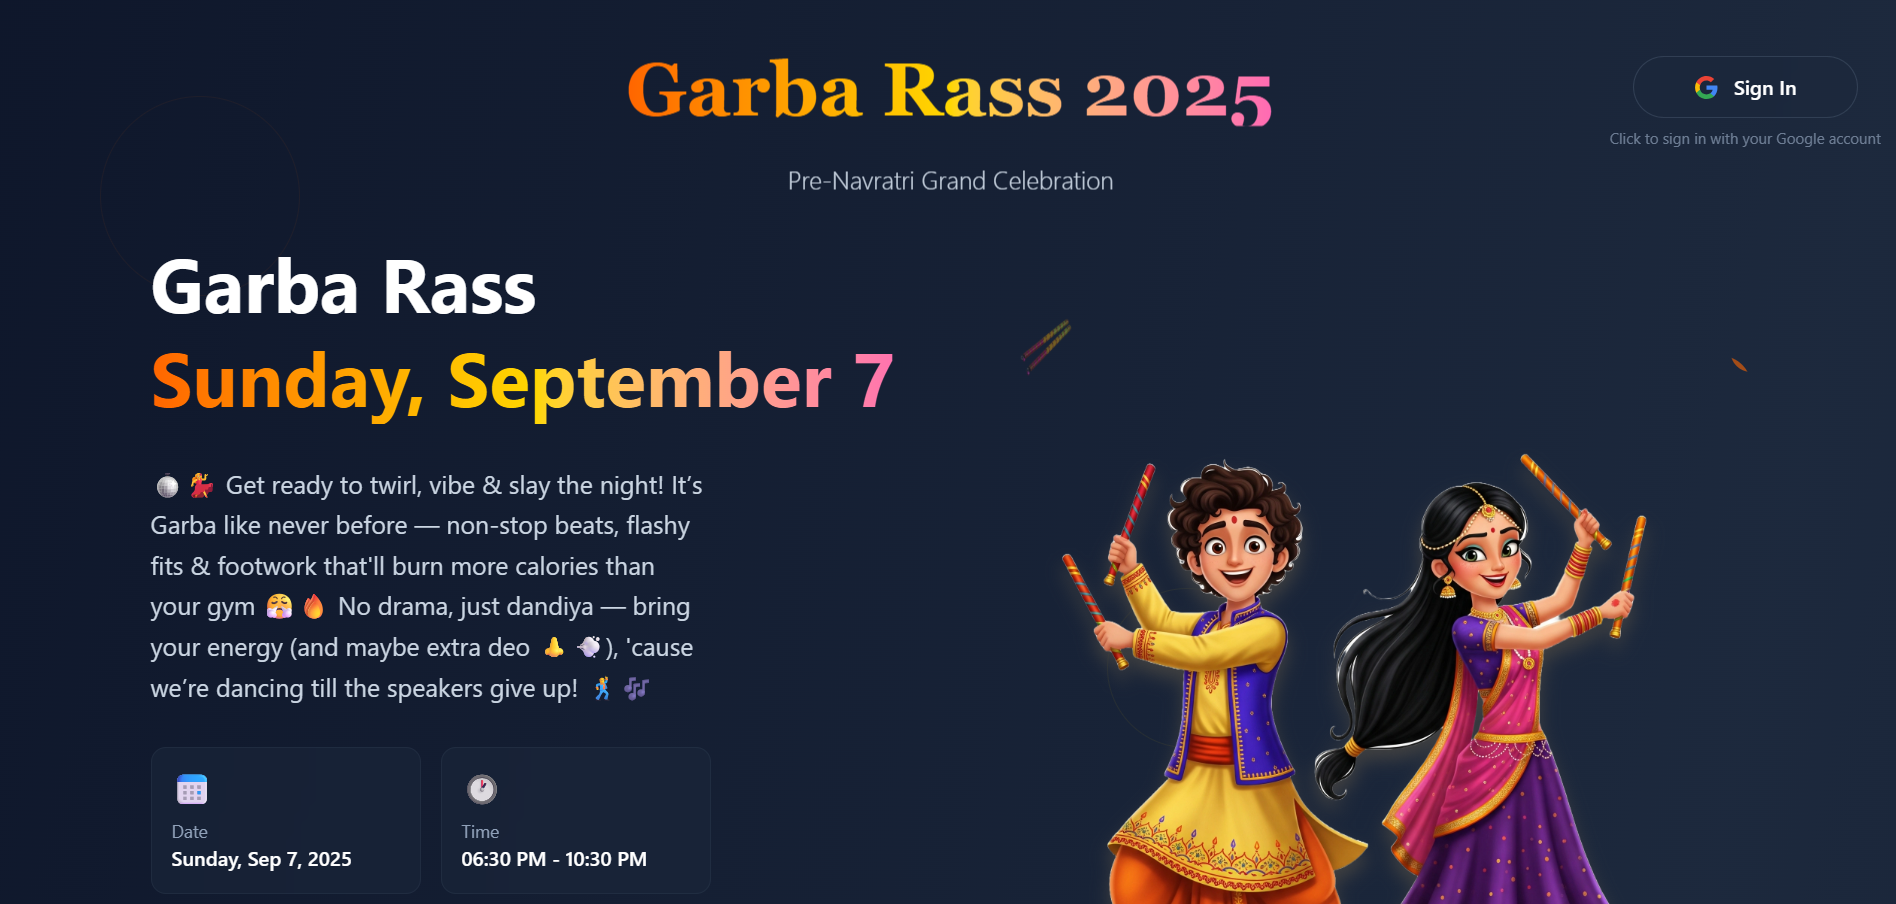 Garba Rass 2025
Sign In
Click to sign in with your Google account
Pre-Navratri Grand Celebration
Garba Rass
Sunday, September 7
🪩 💃 Get ready to twirl, vibe & slay the night! It’s
Garba like never before — non-stop beats, flashy
fits & footwork that'll burn more calories than
your gym 😤 🔥 No drama, just dandiya — bring
your energy (and maybe extra deo 👃 💨), 'cause
we’re dancing till the speakers give up! 🕺 🎶
Date
Sunday, Sep 7, 2025
Time
06:30 PM - 10:30 PM